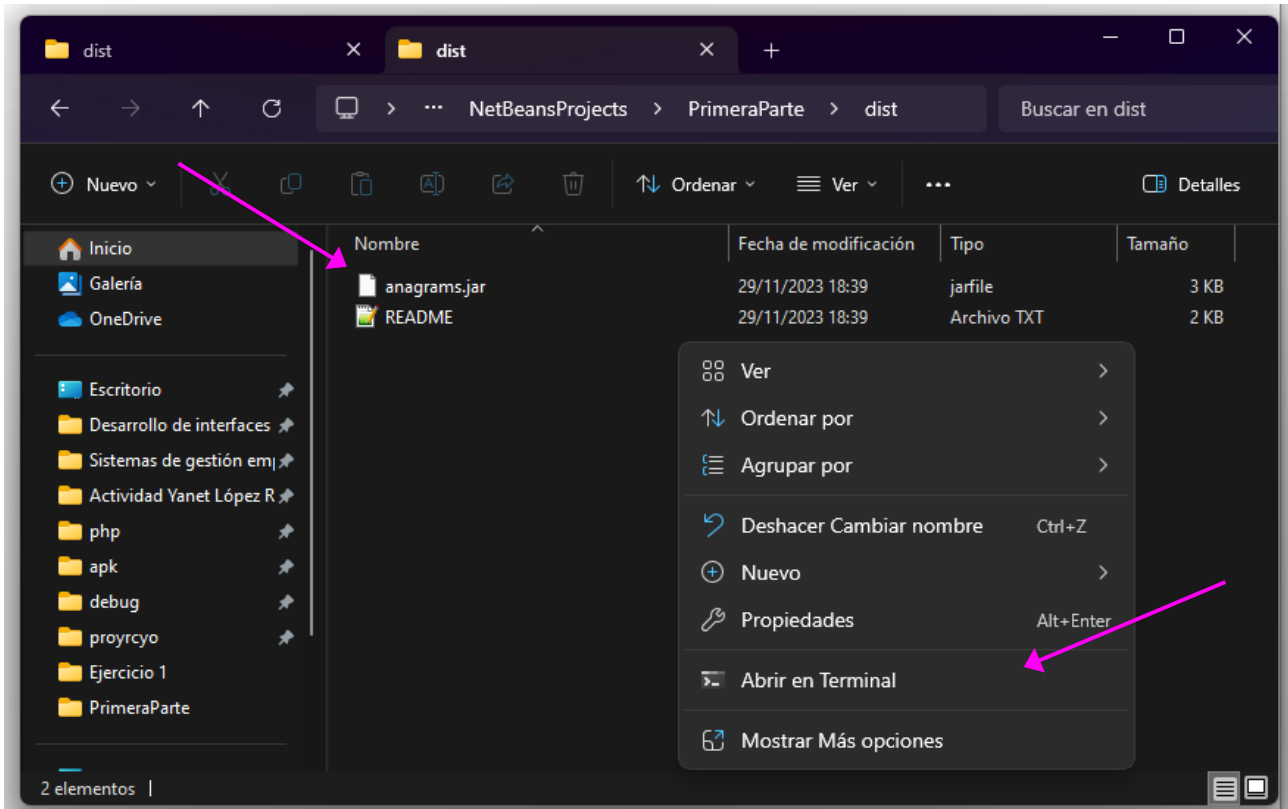 dist
dist
NetBeansProjects > PrimeraParte > dist
Buscar en dist
Nuevo
Ordenar
Ver
Detalles
Inicio
Galería
OneDrive
Escritorio
Desarrollo de interfaces
Sistemas de gestión em
Actividad Yanet López R
php
apk
debug
proyrcyo
Ejercicio 1
PrimeraParte
Nombre Fecha de modificación Tipo Tamaño
anagrams.jar 29/11/2023 18:39 jarfile 3 KB
README 29/11/2023 18:39 Archivo TXT 2 KB
Ver
Ordenar por
Agrupar por
Deshacer Cambiar nombre Ctrl+Z
Nuevo
Propiedades Alt+Enter
Abrir en Terminal
Mostrar Más opciones
2 elementos